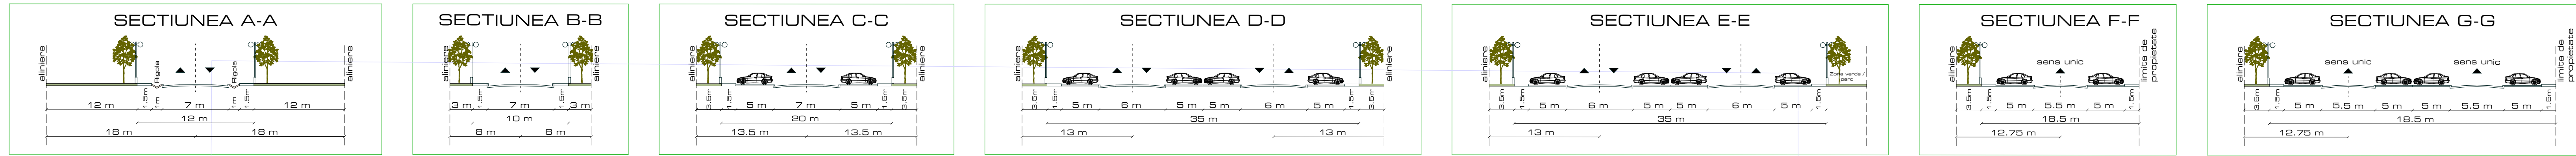 SECTIUNEA A-A
aliniere
Rigola
Rigola
aliniere
12 m
1.5m
1m
7 m
1m
1.5m
12 m
12 m
18 m
18 m
SECTIUNEA B-B
aliniere
aliniere
3 m
1.5m
7 m
1.5m
3 m
10 m
8 m
8 m
SECTIUNEA C-C
aliniere
aliniere
3.5m
1.5m
5 m
7 m
5 m
1.5m
3.5m
20 m
13.5 m
13.5 m
SECTIUNEA D-D
aliniere
aliniere
3.5m
1.5m
5 m
6 m
5 m
5 m
6 m
5 m
1.5m
3.5m
35 m
13 m
13 m
SECTIUNEA E-E
aliniere
Zona verde /
parc
3.5m
1.5m
5 m
6 m
5 m
5 m
6 m
5 m
1.5m
35 m
13 m
SECTIUNEA F-F
aliniere
sens unic
limita de
propietate
3.5m
1.5m
5 m
5.5 m
5 m
1.5m
18.5 m
12.75 m
SECTIUNEA G-G
aliniere
sens unic
sens unic
limita de
propietate
3.5m
1.5m
5 m
5.5 m
5 m
5 m
5.5 m
5 m
1.5m
18.5 m
12.75 m